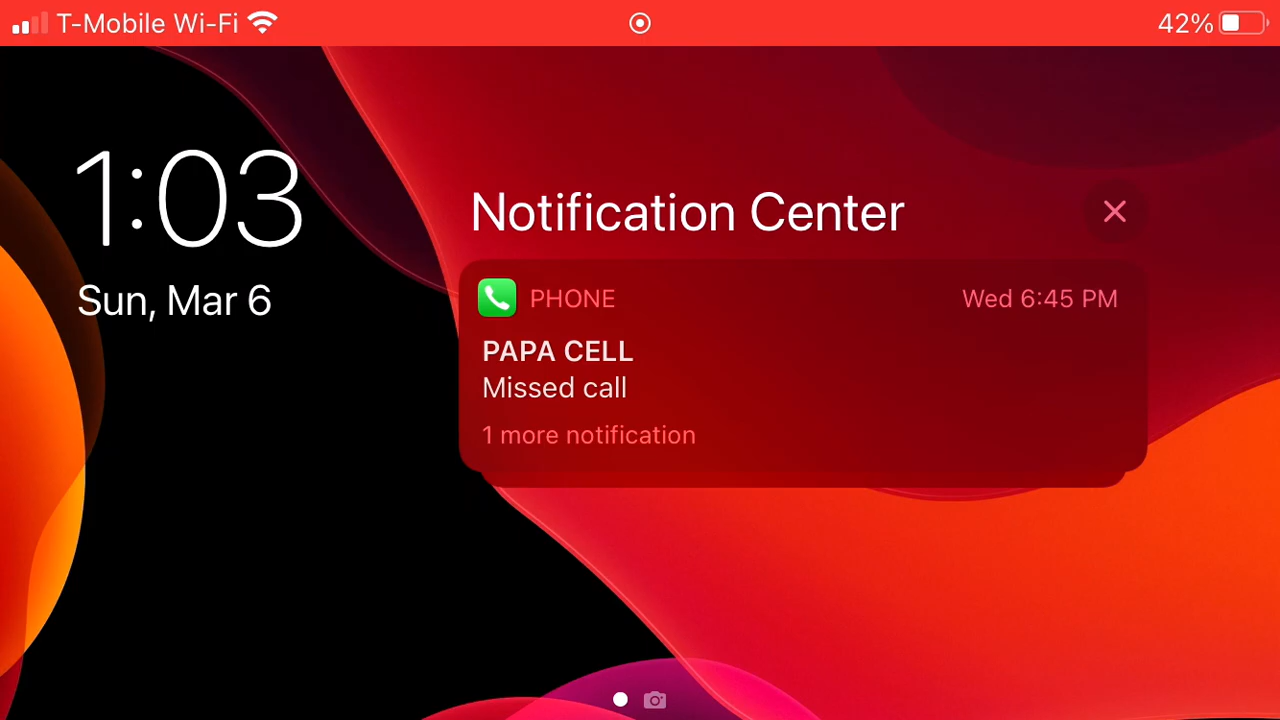 T-Mobile Wi-Fi
42%
1:03
Sun, Mar 6
Notification Center
PHONE
Wed 6:45 PM
PAPA CELL
Missed call
1 more notification